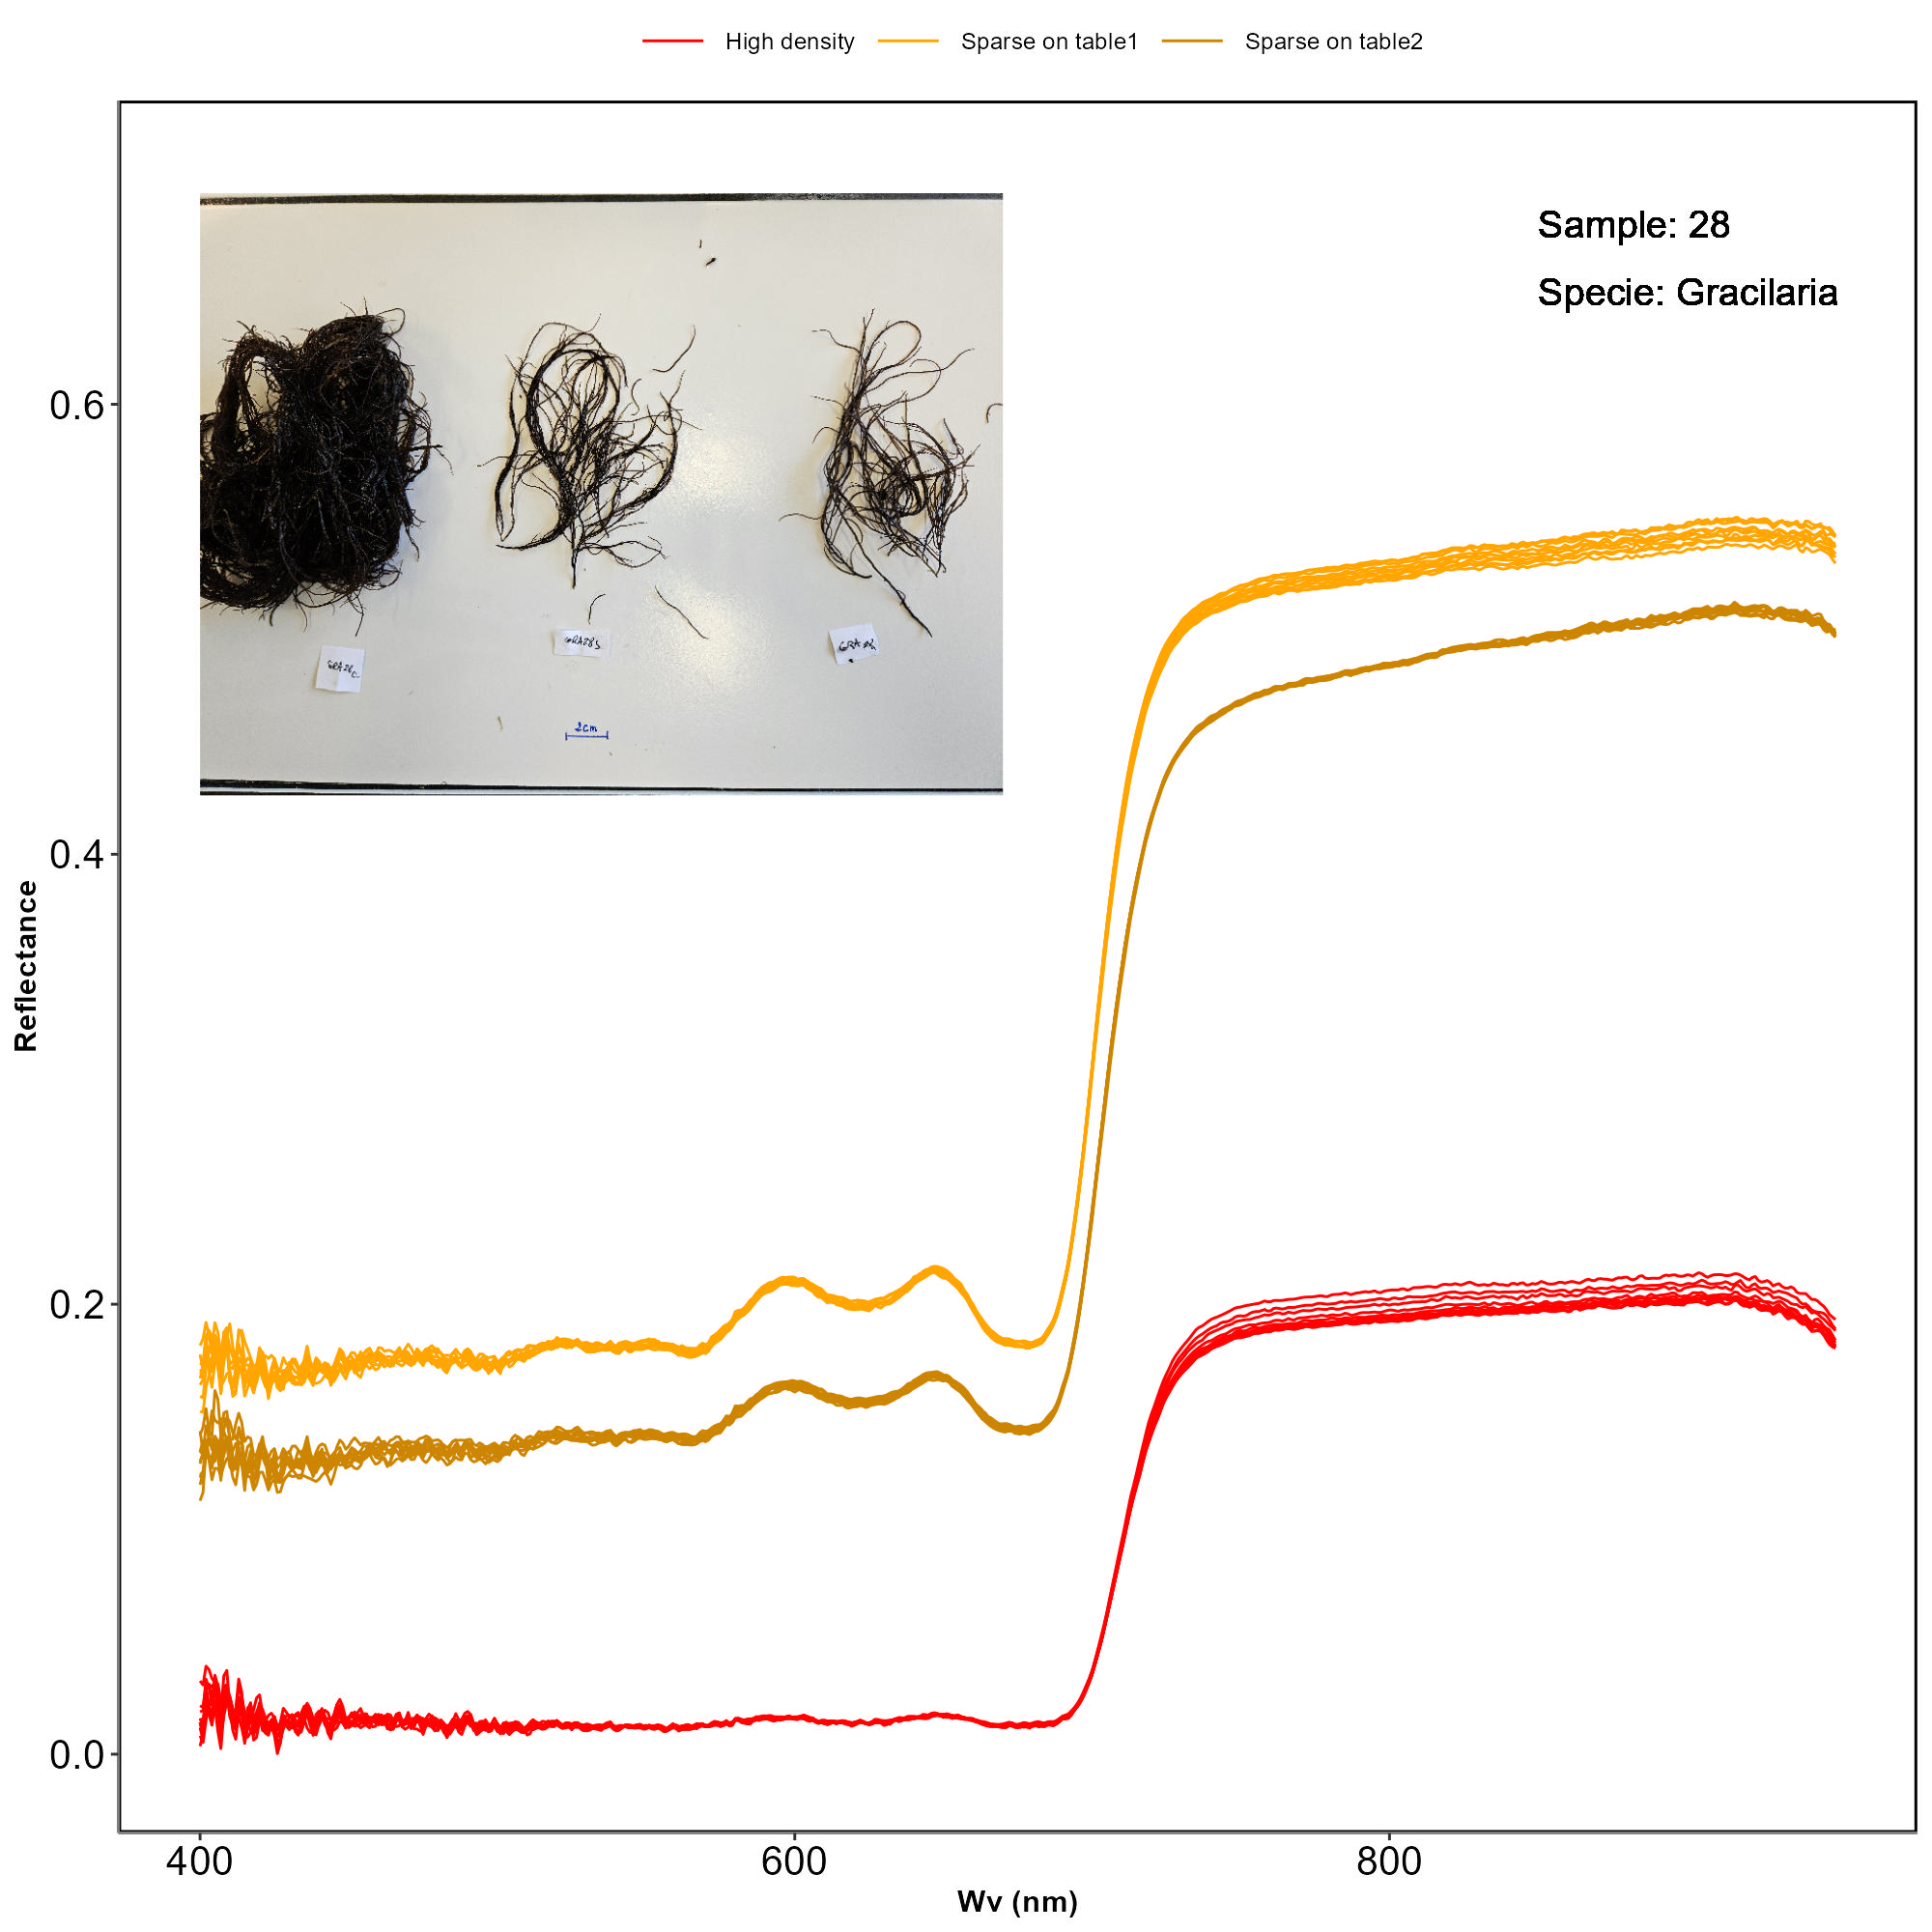 High density Sparse on table1 Sparse on table2
Sample: 28
Specie: Gracilaria
0.6
0.4
0.2
0.0
Reflectance
GRA28b
2cm
400 600 800
Wv (nm)